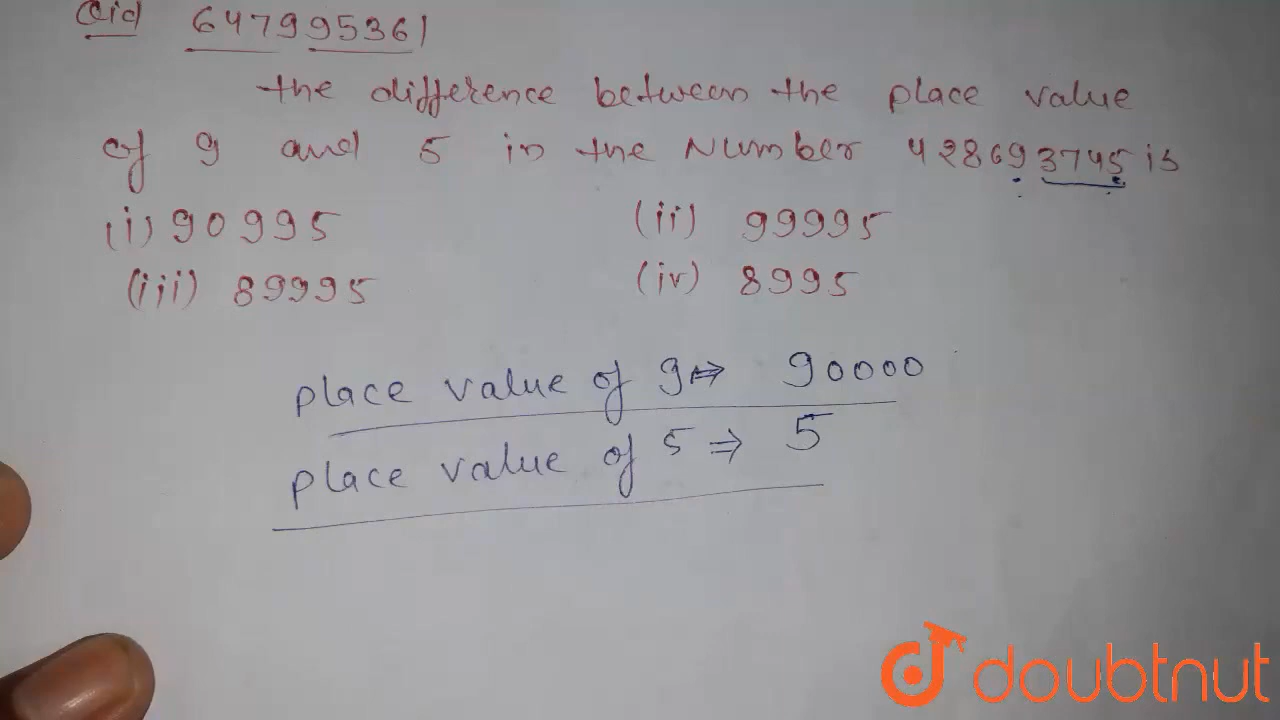 647995361
the difference between the place value
of 9 and 5 in the Number 428693745 is
(i) 90995 (ii) 99995
(iii) 89995 (iv) 8995
place value of 9 ⇒ 90000
place value of 5 ⇒ 5
doubtnut